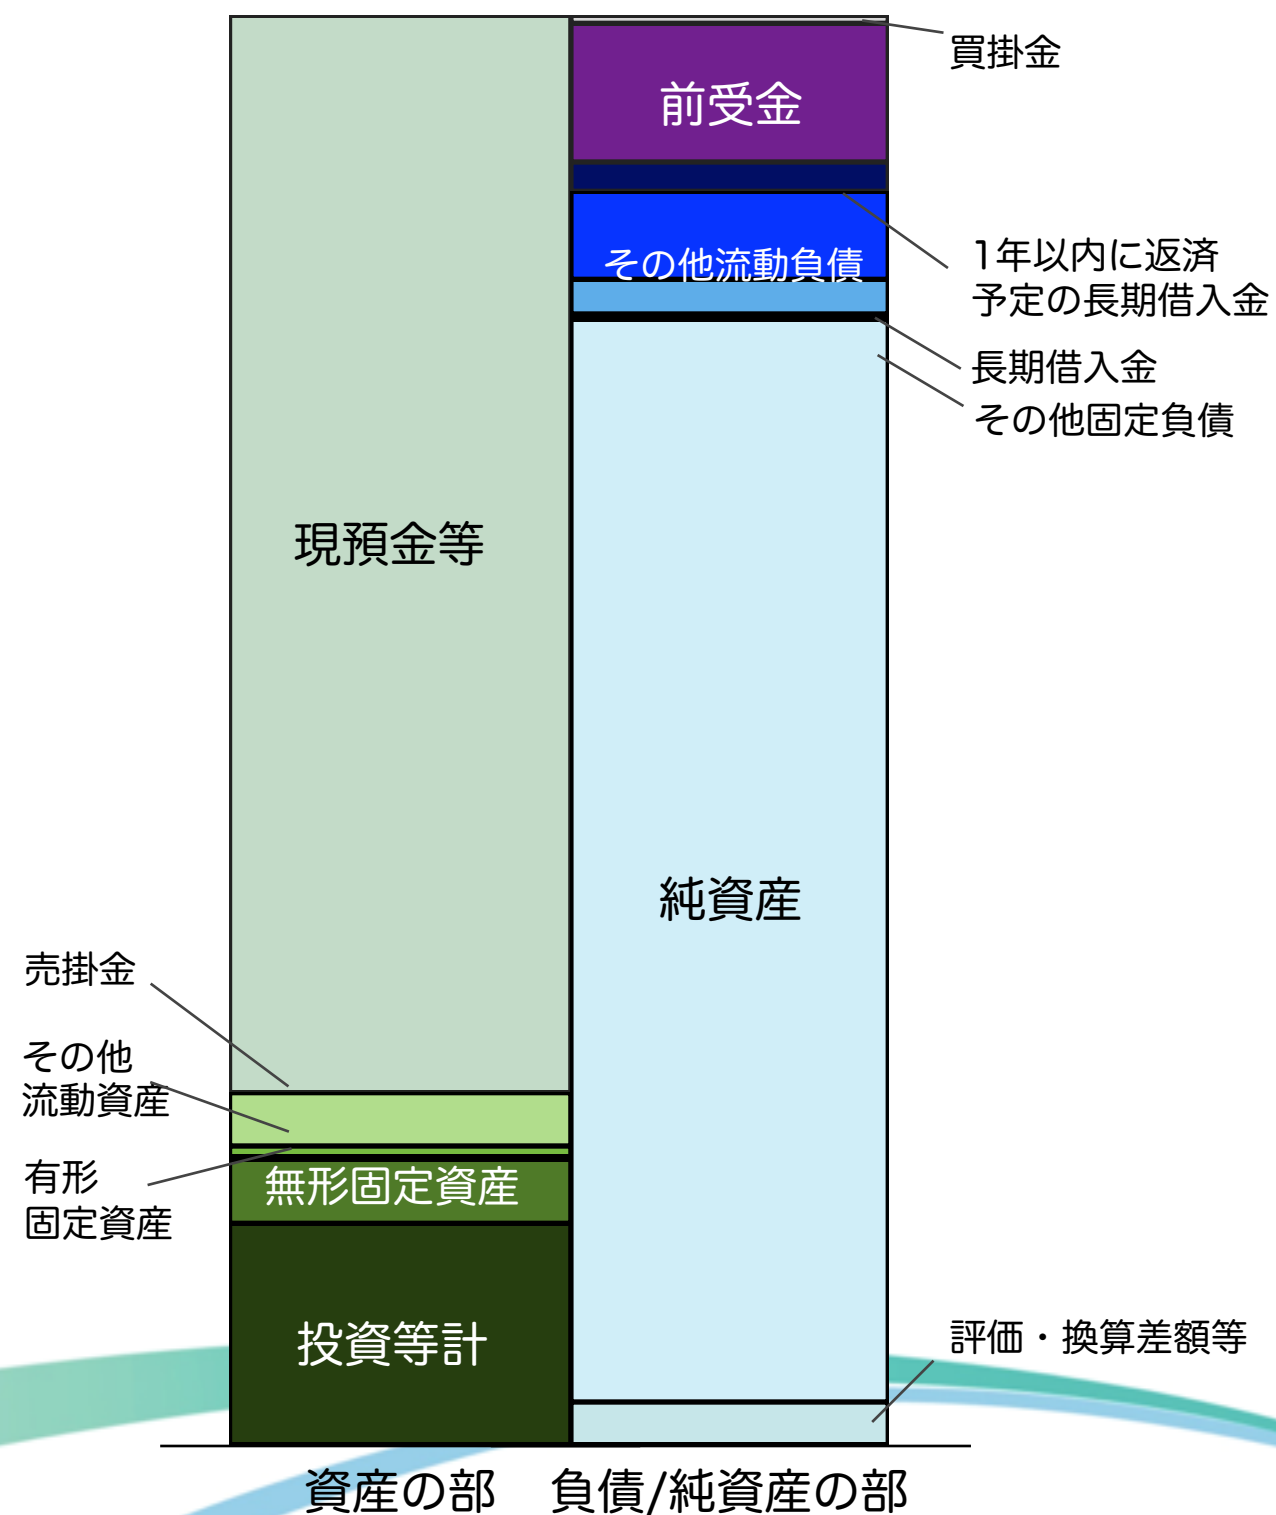 買掛金
前受金
その他流動負債
1年以内に返済
予定の長期借入金
長期借入金
その他固定負債
現預金等
純資産
売掛金
その他
流動資産
有形
固定資産
無形固定資産
投資等計
評価・換算差額等
資産の部
負債/純資産の部